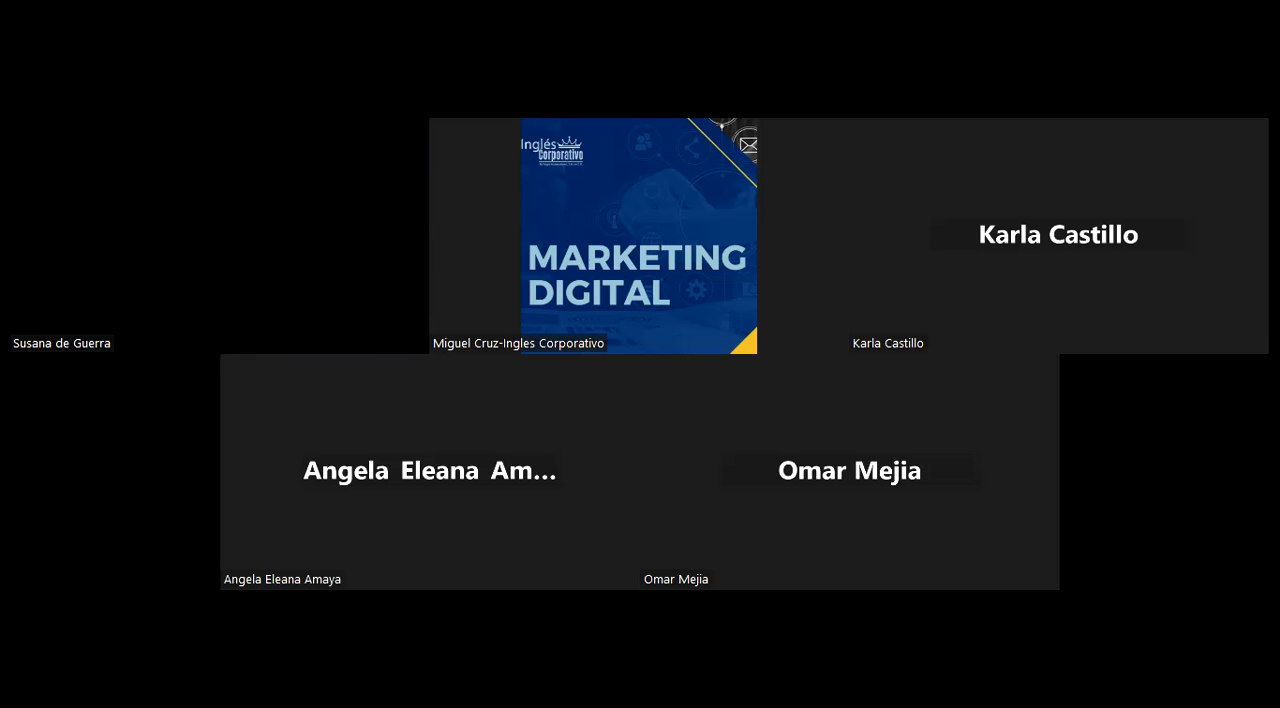 Inglés
Corporativo
MARKETING
DIGITAL
Karla Castillo
Susana de Guerra
Miguel Cruz-Ingles Corporativo
Karla Castillo
Angela Eleana Am...
Omar Mejia
Angela Eleana Amaya
Omar Mejia